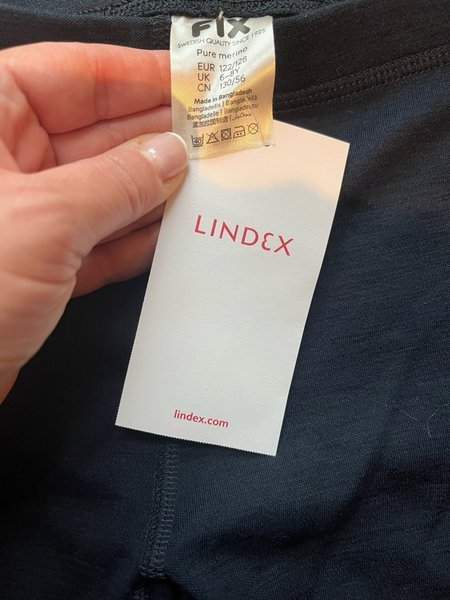 FIX
SWEDISH QUALITY SINCE 1925
Pure merino
EUR 122/128
UK 6-8Y
CN 130/56
Made in Bangladesh
LINDEX
lindex.com